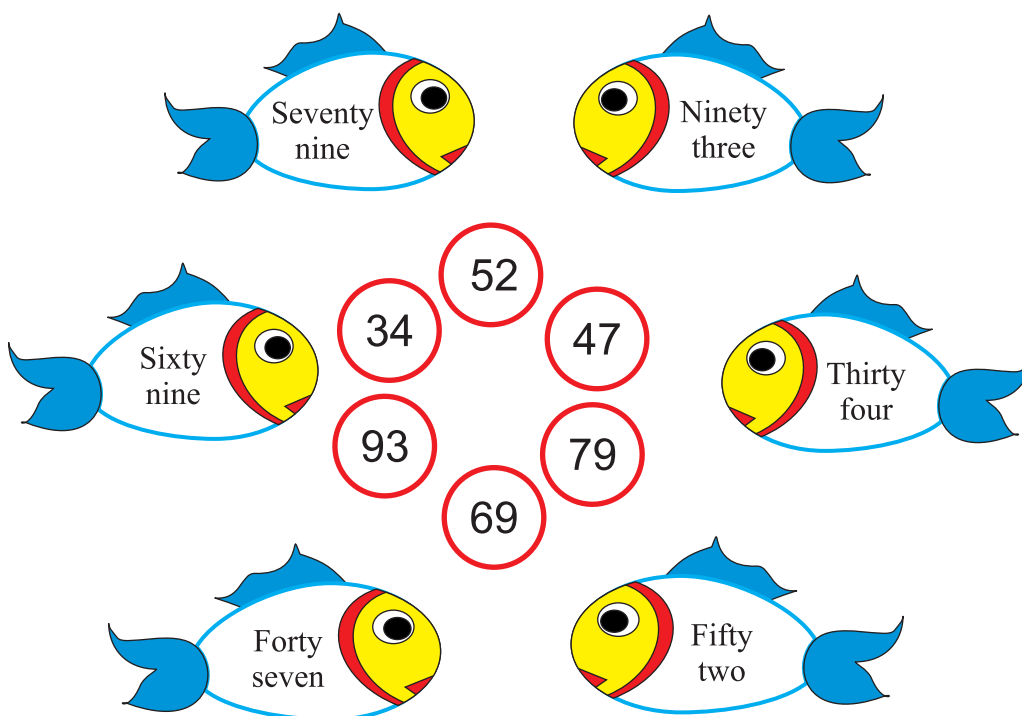 Seventy
nine
Ninety
three
52
34
47
Sixty
nine
Thirty
four
93
79
69
Forty
seven
Fifty
two